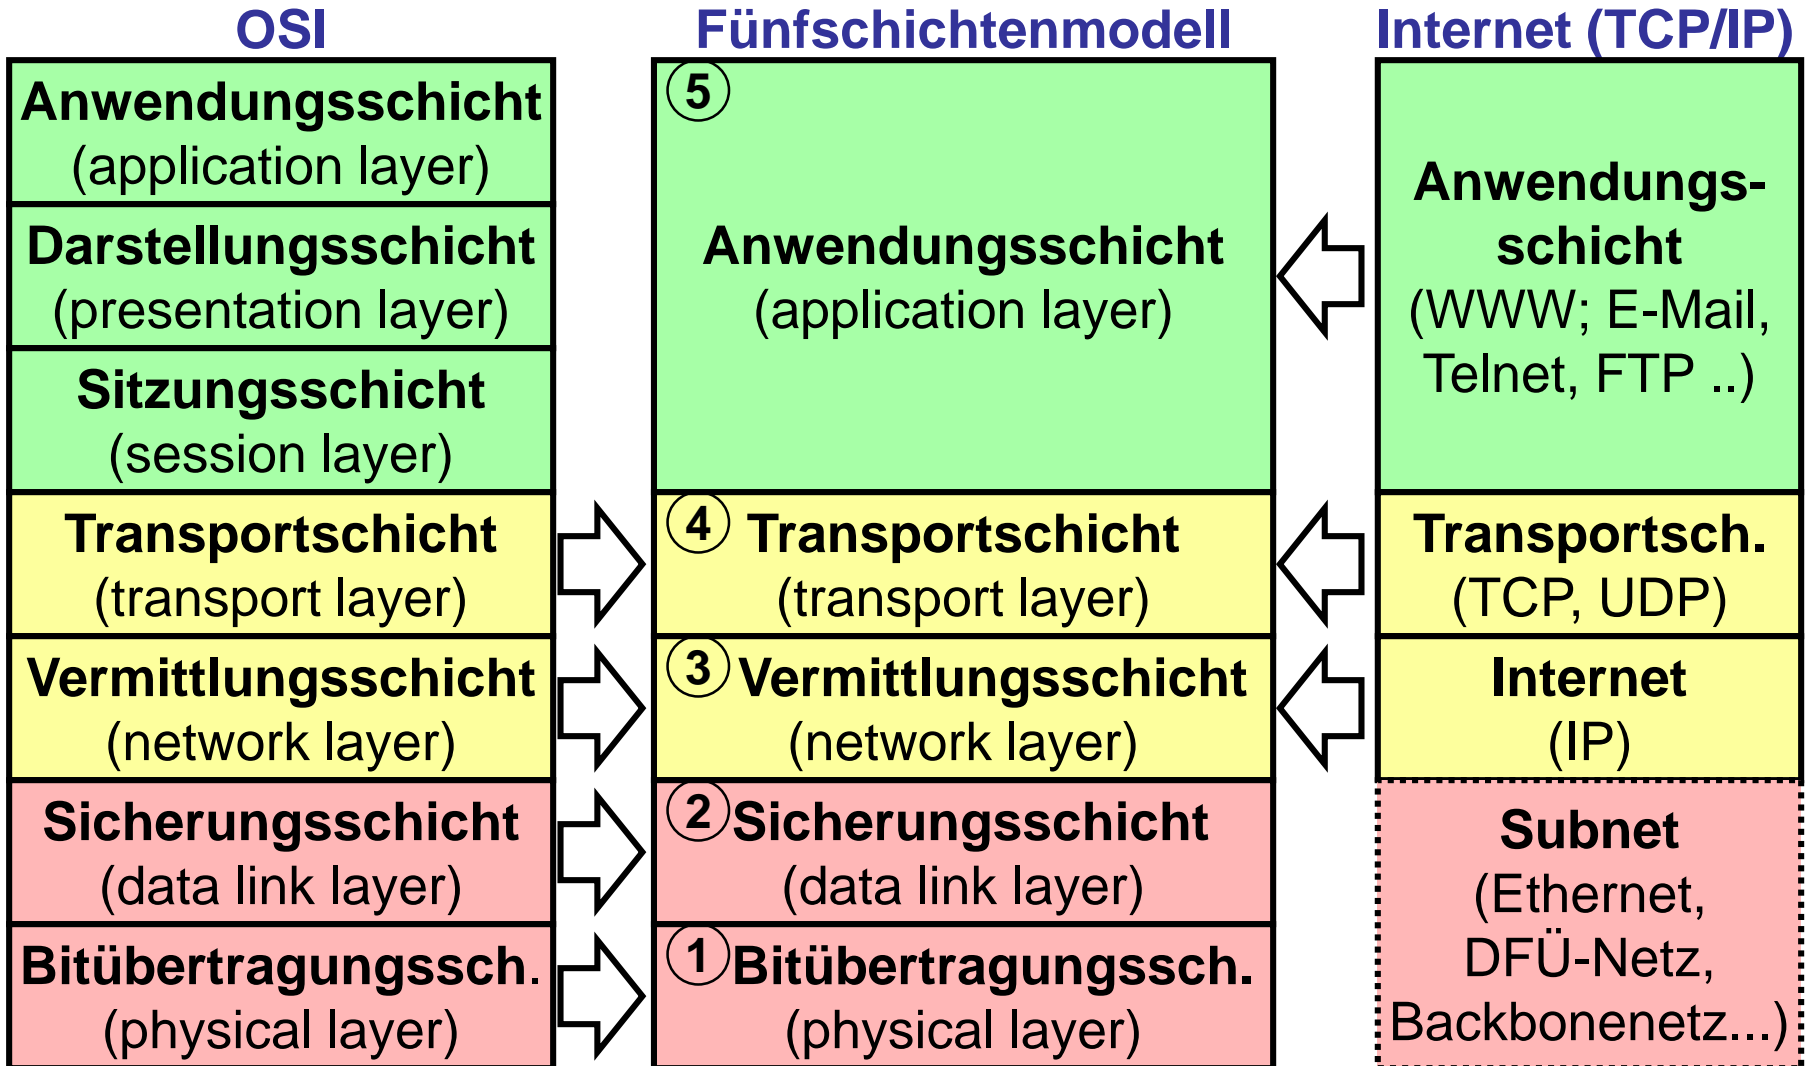 OSI
Anwendungsschicht
(application layer)
Darstellungsschicht
(presentation layer)
Sitzungsschicht
(session layer)
Transportschicht
(transport layer)
Vermittlungsschicht
(network layer)
Sicherungsschicht
(data link layer)
Bitübertragungssch.
(physical layer)
Fünfschichtenmodell
5
Anwendungsschicht
(application layer)
4 Transportschicht
(transport layer)
3 Vermittlungsschicht
(network layer)
2 Sicherungsschicht
(data link layer)
1 Bitübertragungssch.
(physical layer)
Internet (TCP/IP)
Anwendungs-
schicht
(WWW; E-Mail,
Telnet, FTP ..)
Transportsch.
(TCP, UDP)
Internet
(IP)
Subnet
(Ethernet,
DFÜ-Netz,
Backbonenetz...)